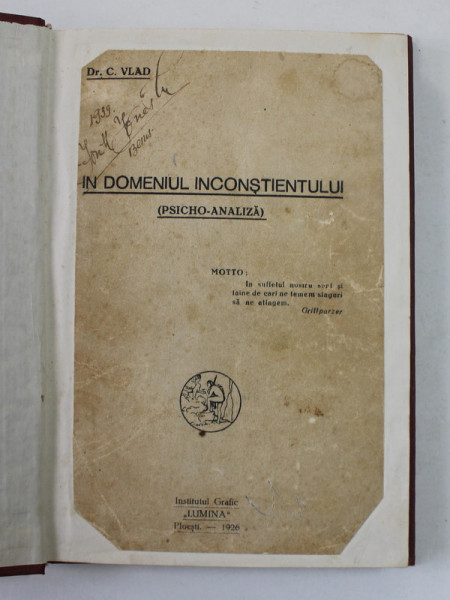 Dr. C. VLAD
1939.
IN DOMENIUL INCONȘTIENTULUI
(PSICHO-ANALIZĂ)
MOTTO:
In sufletul nostru sunt și
taine de cari ne temem singuri
să ne atingem.
Grillparzer
Institutul Grafic
„LUMINA"
Ploești. — 1926